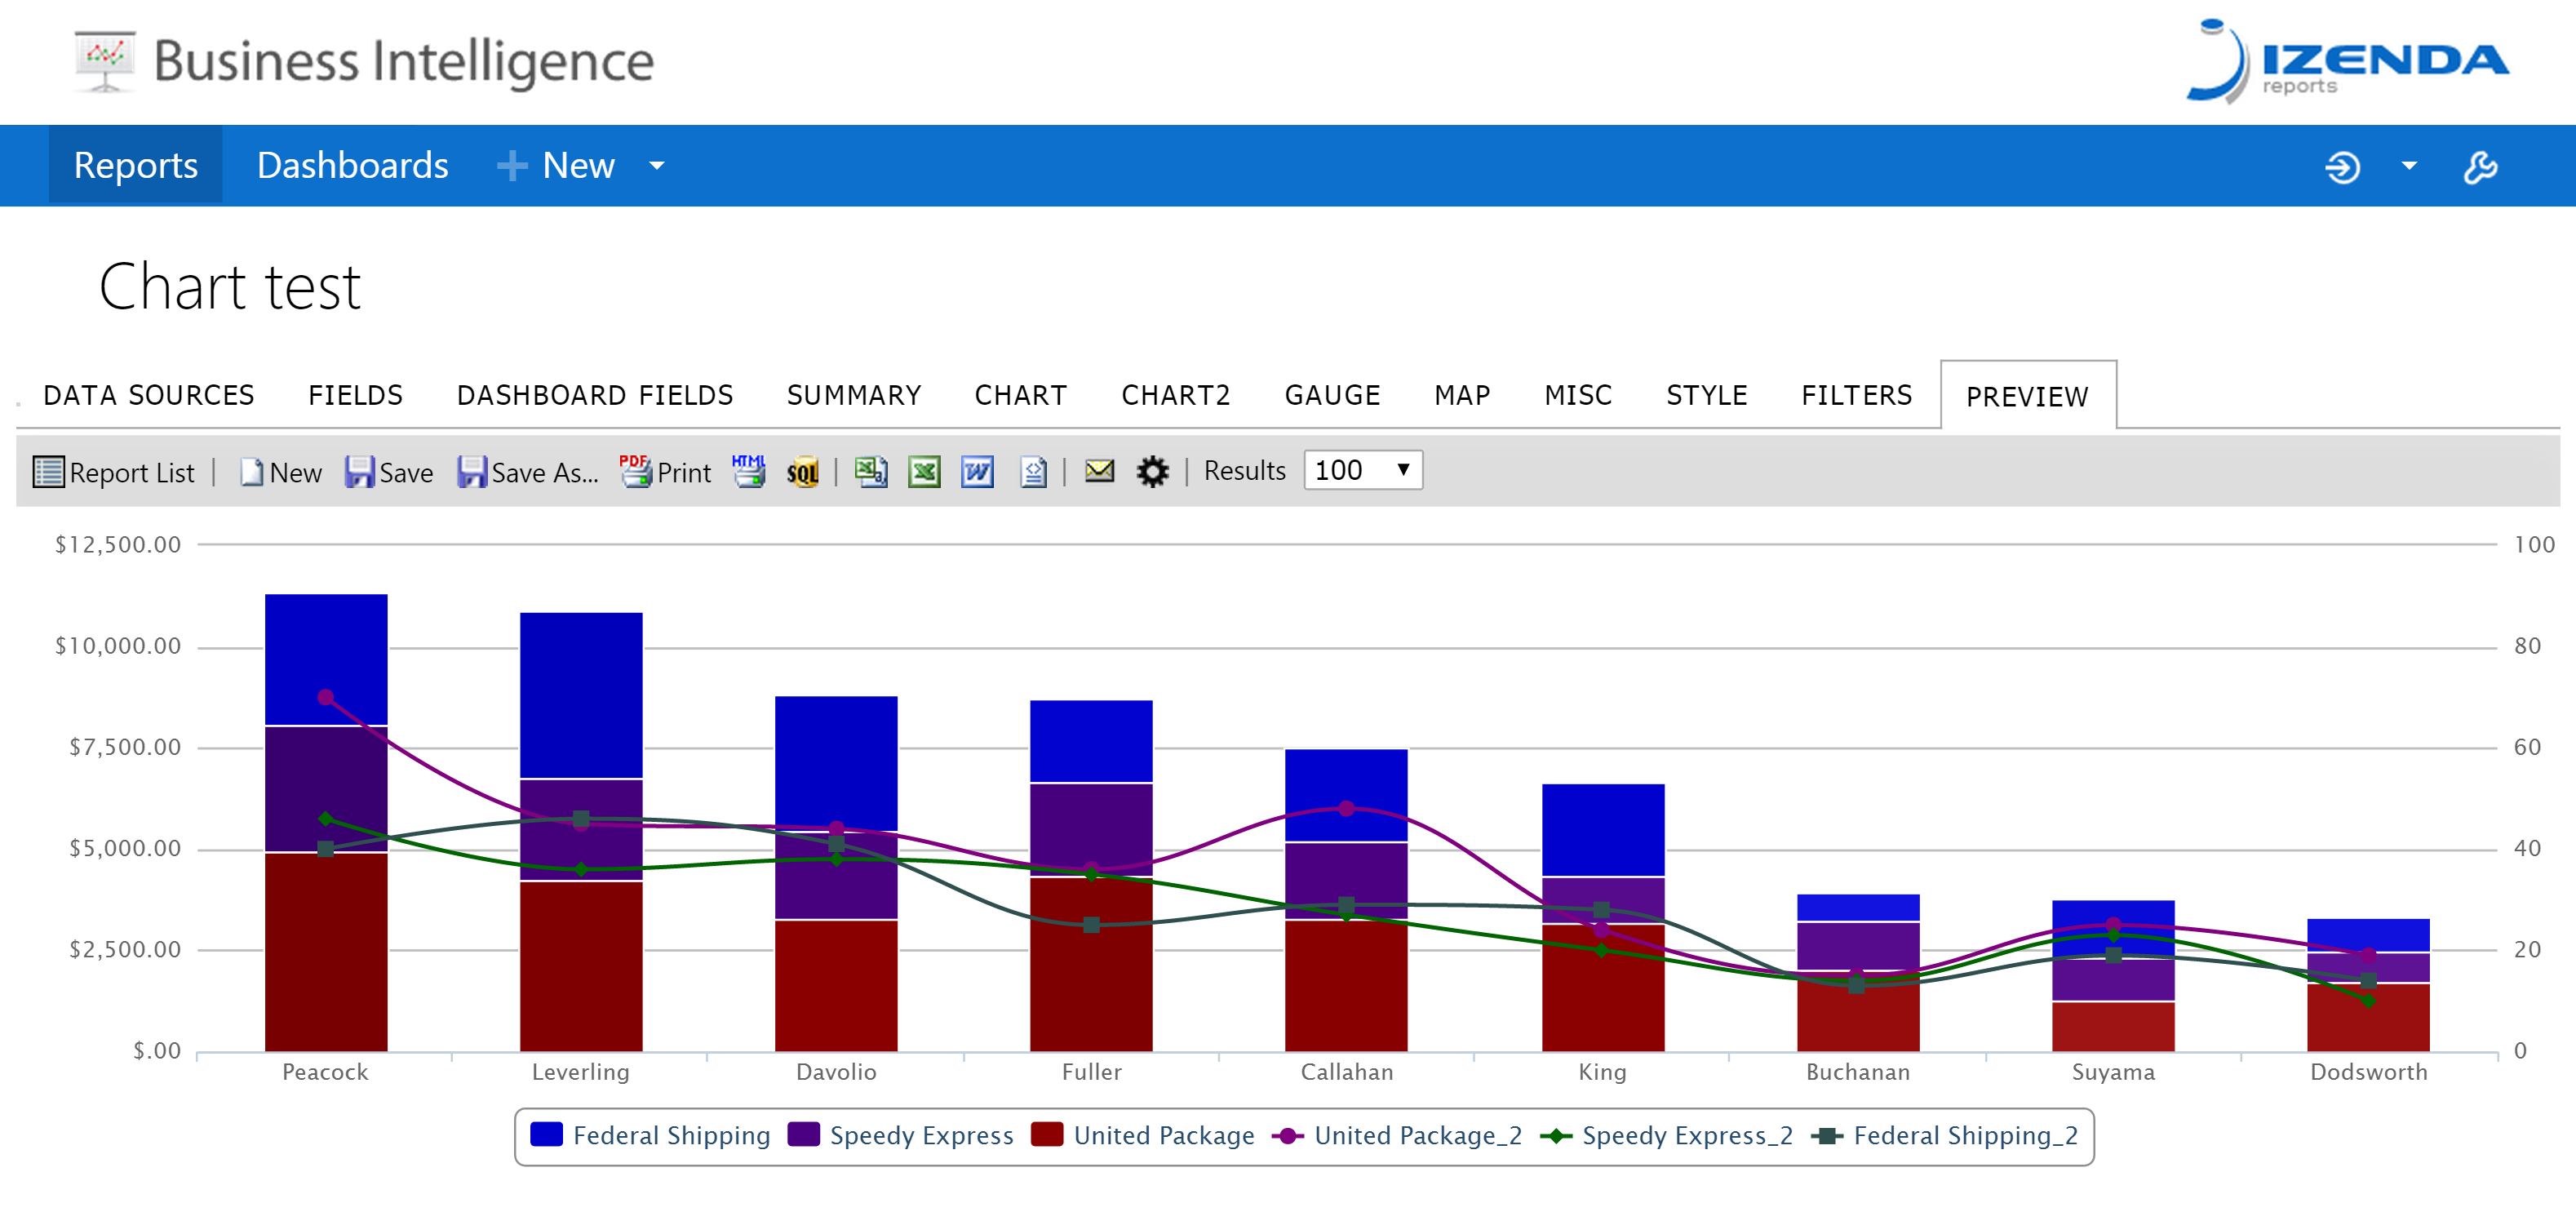 Business Intelligence
IZENDA
reports
Reports Dashboards New
Chart test
DATA SOURCES FIELDS DASHBOARD FIELDS SUMMARY CHART CHART2 GAUGE MAP MISC STYLE FILTERS PREVIEW
Report List | New Save Save As... PDF Print HTML SQL | | | Results 100
$12,500.00 100
$10,000.00 80
$7,500.00 60
$5,000.00 40
$2,500.00 20
$.00 0
Peacock Leverling Davolio Fuller Callahan King Buchanan Suyama Dodsworth
Federal Shipping Speedy Express United Package United Package_2 Speedy Express_2 Federal Shipping_2